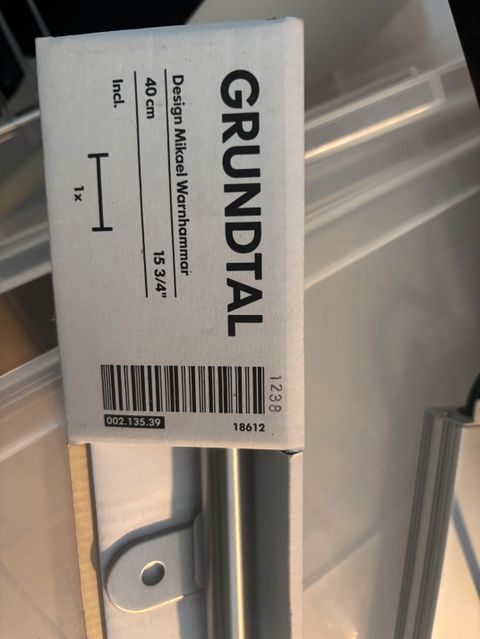 GRUNDTAL
Design Mikael Warnhammar
40 cm 15 3/4"
Incl.
1x
1238
002.135.39
18612